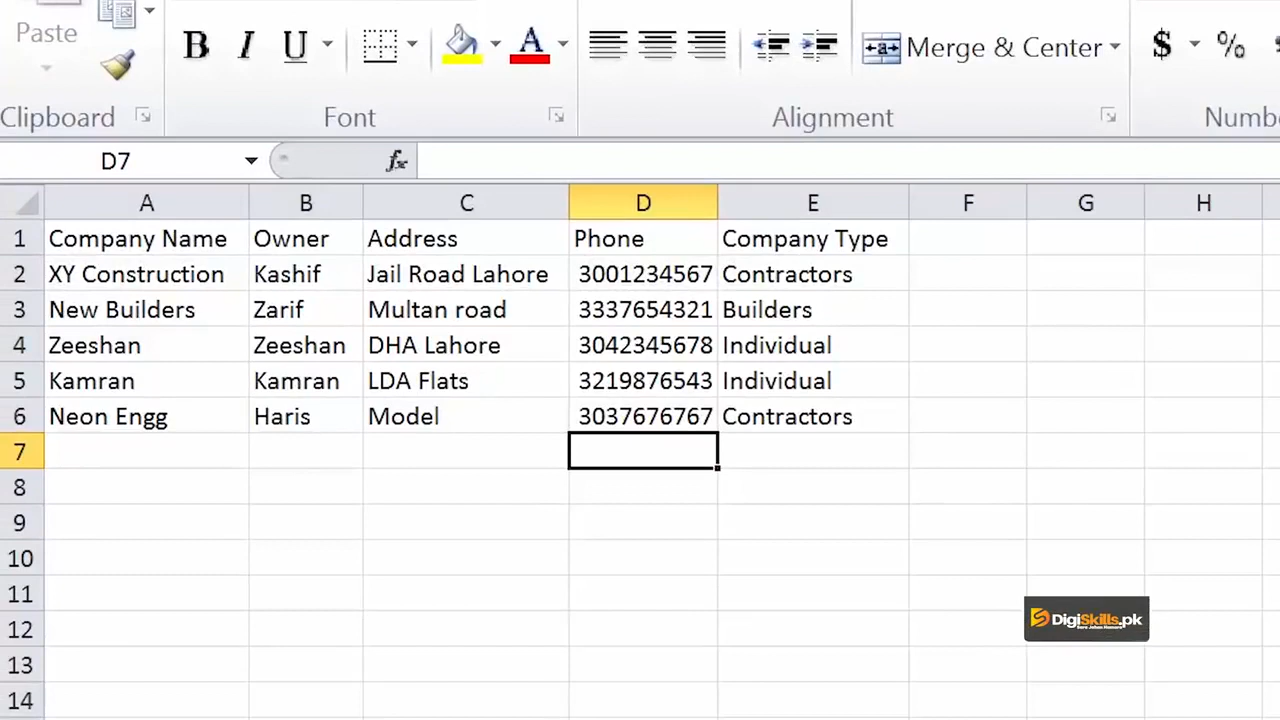 Paste
B I U A Merge & Center $ %
Clipboard Font Alignment
D7 fx
A B C D E F G H
1 Company Name Owner Address Phone Company Type
2 XY Construction Kashif Jail Road Lahore 3001234567 Contractors
3 New Builders Zarif Multan road 3337654321 Builders
4 Zeeshan Zeeshan DHA Lahore 3042345678 Individual
5 Kamran Kamran LDA Flats 3219876543 Individual
6 Neon Engg Haris Model 3037676767 Contractors
7
8
9
10
11
12
DigiSkills.pk
13
14